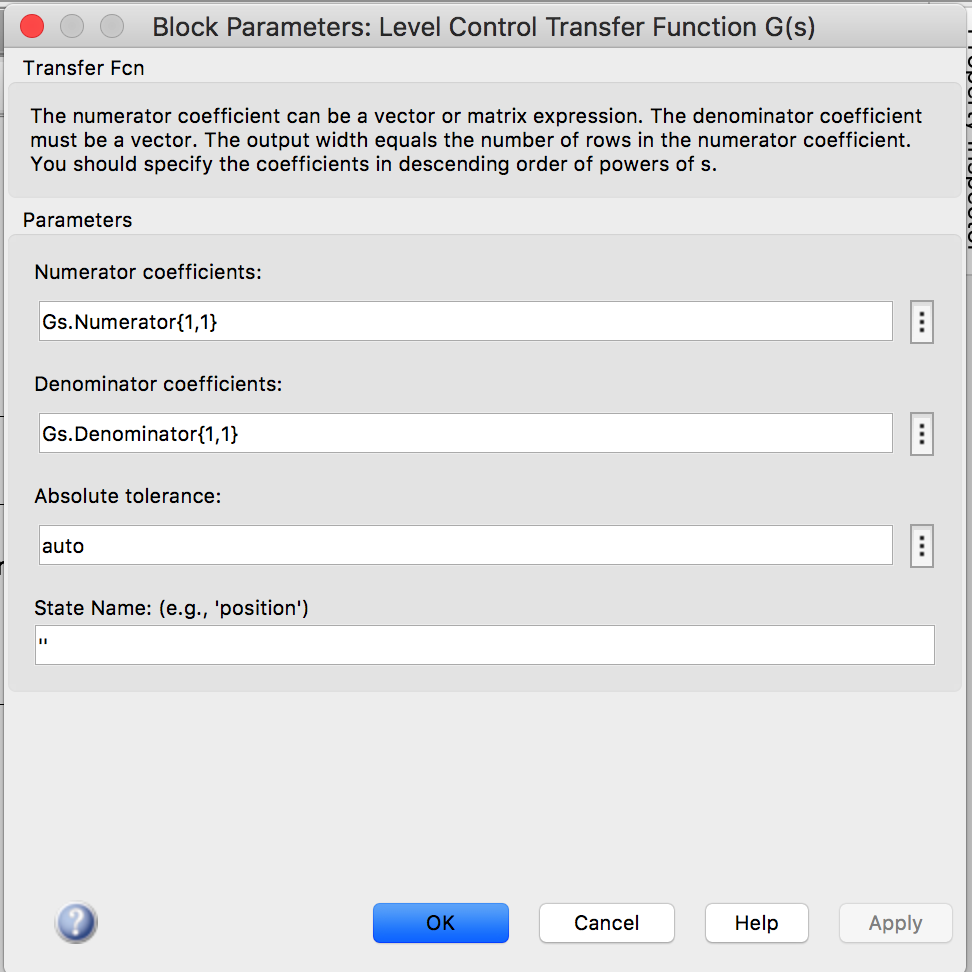 Block Parameters: Level Control Transfer Function G(s)
Transfer Fcn
The numerator coefficient can be a vector or matrix expression. The denominator coefficient
must be a vector. The output width equals the number of rows in the numerator coefficient.
You should specify the coefficients in descending order of powers of s.
Parameters
Numerator coefficients:
Gs.Numerator{1,1}
Denominator coefficients:
Gs.Denominator{1,1}
Absolute tolerance:
auto
State Name: (e.g., 'position')
''
?
OK
Cancel
Help
Apply